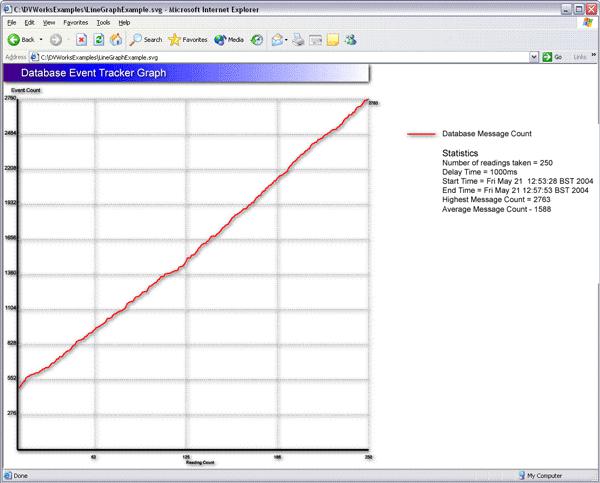 C:\DVWorksExamples\LineGraphExample.svg - Microsoft Internet Explorer
File Edit View Favorites Tools Help
Back Search Favorites Media
Address C:\DVWorksExamples\LineGraphExample.svg Go Links
Database Event Tracker Graph
Event Count
2760
2763
2484
Database Message Count
Statistics
Number of readings taken = 250
Delay Time = 1000ms
Start Time = Fri May 21 12:53:28 BST 2004
End Time = Fri May 21 12:57:53 BST 2004
Highest Message Count = 2763
Average Message Count - 1588
2208
1932
1656
1380
1104
828
552
276
62
125
185
250
Reading Count
Done My Computer